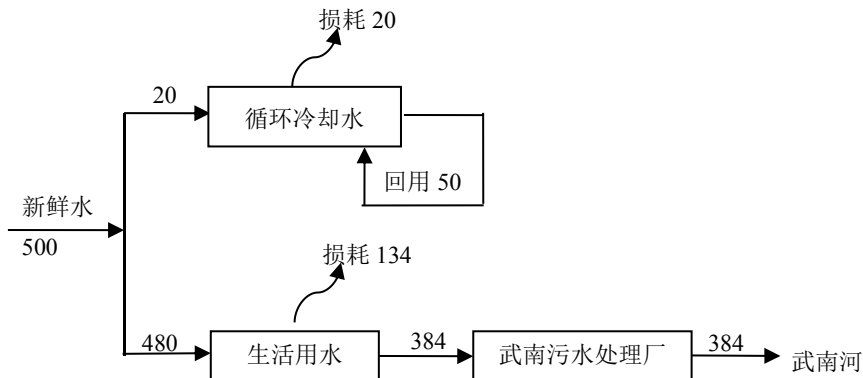 损耗 20
20
循环冷却水
回用 50
新鲜水
500
损耗 134
480
生活用水
384
武南污水处理厂
384
武南河